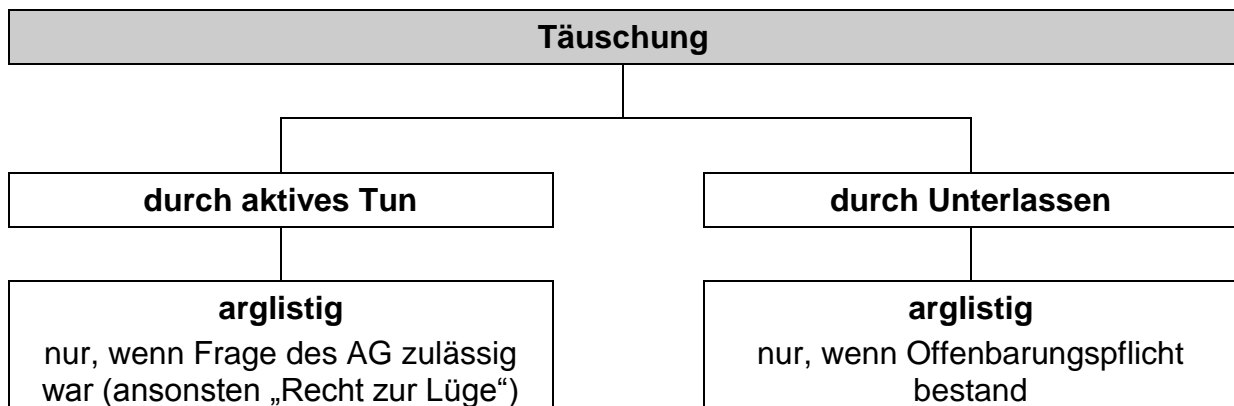 Täuschung
durch aktives Tun
durch Unterlassen
arglistig
nur, wenn Frage des AG zulässig
war (ansonsten „Recht zur Lüge“)
arglistig
nur, wenn Offenbarungspflicht
bestand